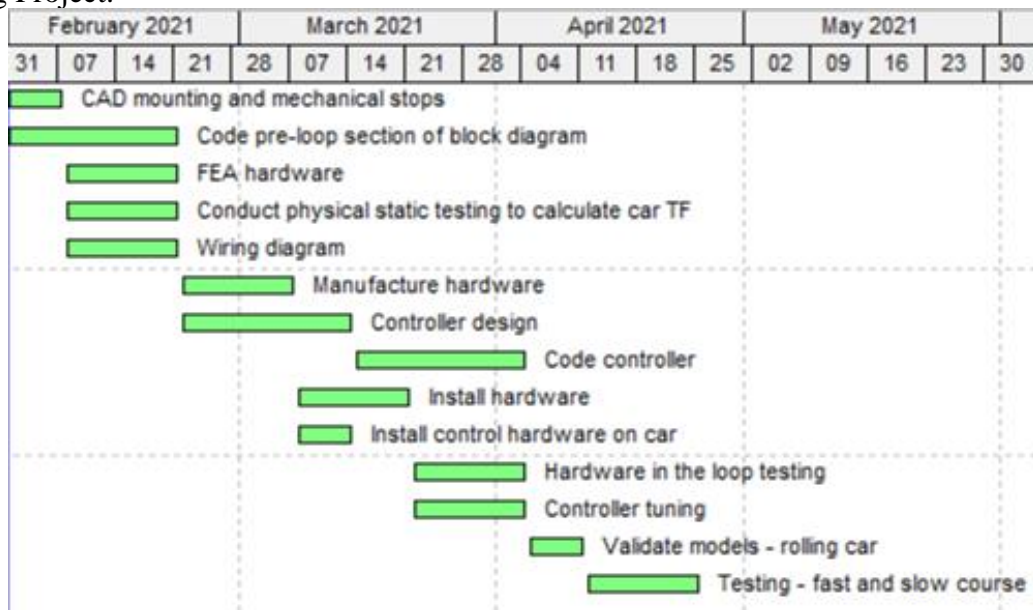 g Project.
February 2021 March 2021 April 2021 May 2021
31 07 14 21 28 07 14 21 28 04 11 18 25 02 09 16 23 30
CAD mounting and mechanical stops
Code pre-loop section of block diagram
FEA hardware
Conduct physical static testing to calculate car TF
Wiring diagram
Manufacture hardware
Controller design
Code controller
Install hardware
Install control hardware on car
Hardware in the loop testing
Controller tuning
Validate models - rolling car
Testing - fast and slow course